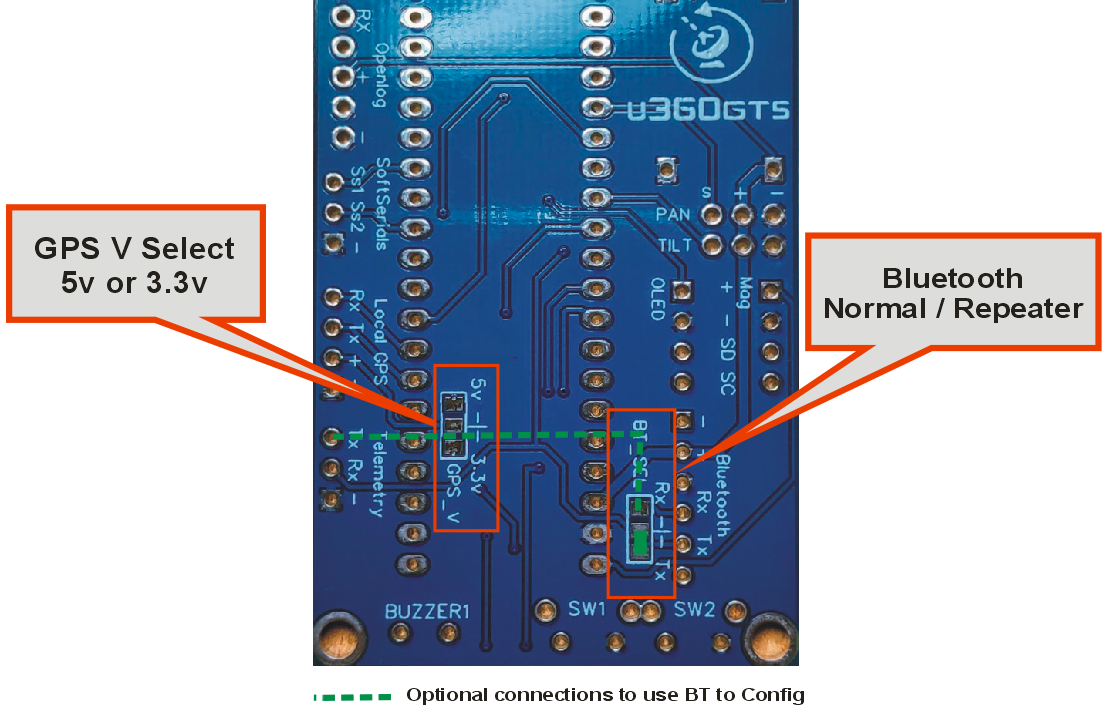 RX
Openlog
+
-
u360GTS
Ss1 Ss2 -
SoftSerials
S + -
PAN
TILT
GPS V Select
5v or 3.3v
Bluetooth
Normal / Repeater
OLED
Mag
+ - SD SC
Rx Tx + -
Local GPS
5v
3.3v
GPS_V
Tx Rx -
Telemetry
BT_SEL
Rx
Tx
- +
Rx Tx
Bluetooth
BUZZER1
SW1
SW2
Optional connections to use BT to Config